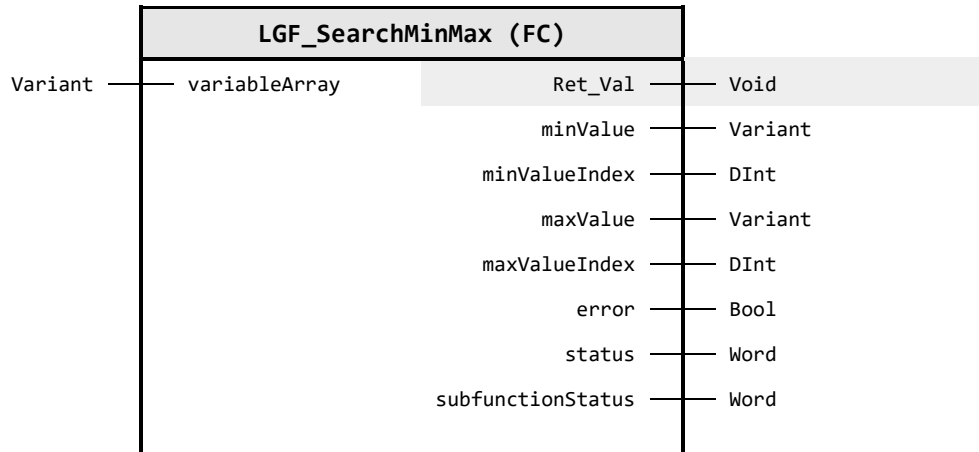 LGF_SearchMinMax (FC)
Variant variableArray Ret_Val Void
minValue Variant
minValueIndex DInt
maxValue Variant
maxValueIndex DInt
error Bool
status Word
subfunctionStatus Word